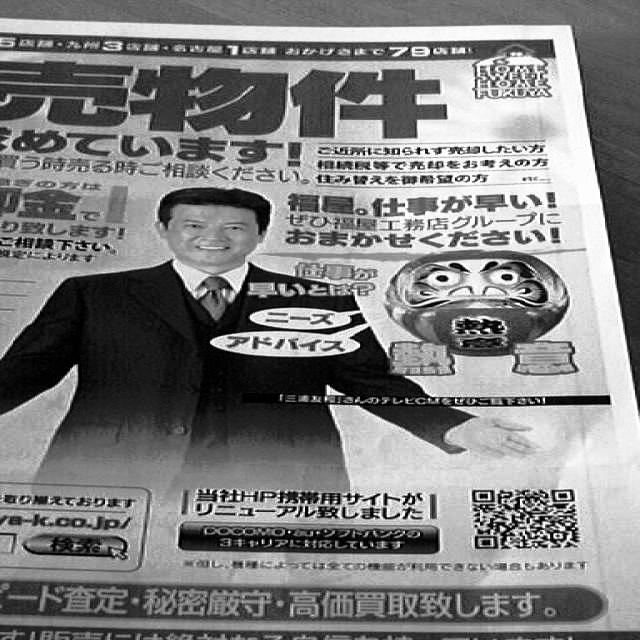 5店舗・九州3店舗・名古屋1店舗 おかげさまで79店舗!
FUKUYA
売物件
求めています!
買う時売る時ご相談ください。
ご近所に知られず売却したい方
相続税等で売却をお考えの方
住み替えを御希望の方 etc...
きの方は
即金で
り致します!
ご相談下さい。
規定によります
福屋。仕事が早い!
ぜひ福屋工務店グループに
おまかせください!
仕事が
早いとは?
ニーズ
アドバイス
熱意
熱 意
「三浦友和」さんのテレビCMをぜひご覧下さい!
取り揃えております
ya-k.co.jp/
検索
当社HP携帯用サイトが
リニューアル致しました
DOCOMO・au・ソフトバンクの
3キャリアに対応しています
※但し、機種によっては全ての機能が利用できない場合もあります
ピード査定・秘密厳守・高価買取致します。